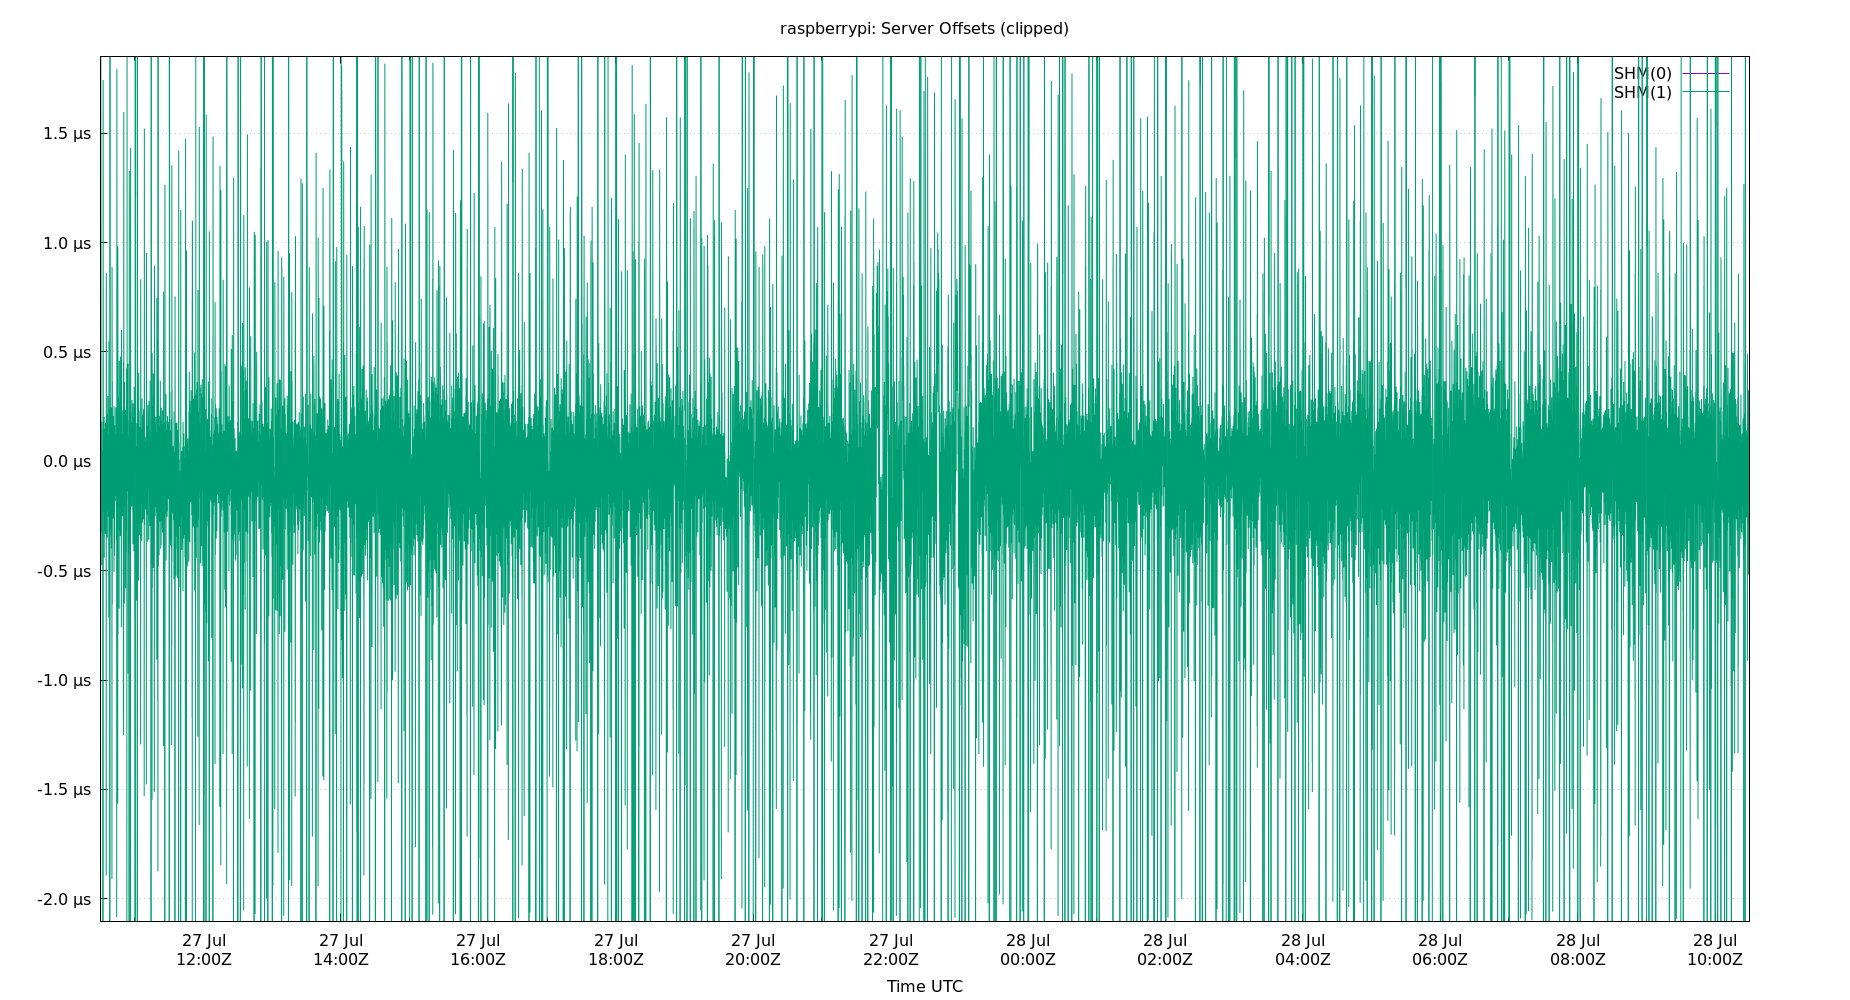 raspberrypi: Server Offsets (clipped)
SHM(0)
SHM(1)
1.5 µs
1.0 µs
0.5 µs
0.0 µs
-0.5 µs
-1.0 µs
-1.5 µs
-2.0 µs
27 Jul 27 Jul 27 Jul 27 Jul 27 Jul 27 Jul 28 Jul 28 Jul 28 Jul 28 Jul 28 Jul 28 Jul
12:00Z 14:00Z 16:00Z 18:00Z 20:00Z 22:00Z 00:00Z 02:00Z 04:00Z 06:00Z 08:00Z 10:00Z
Time UTC